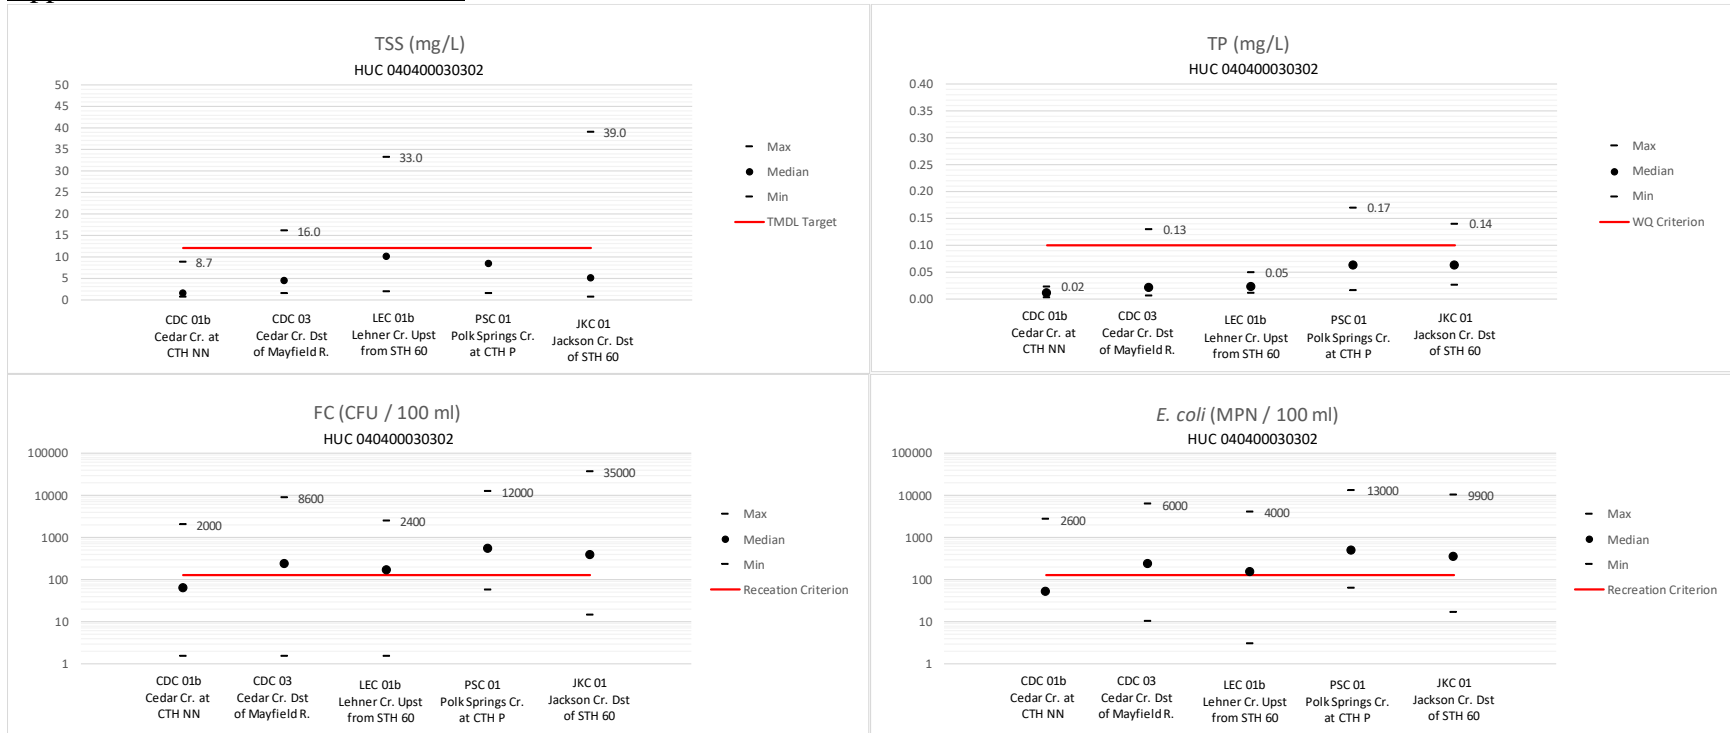 TSS (mg/L)
HUC 040400030302
50
45
40
35
30
25
20
15
10
5
0
8.7
16.0
33.0
39.0
CDC 01b
Cedar Cr. at
CTH NN
CDC 03
Cedar Cr. Dst
of Mayfield R.
LEC 01b
Lehner Cr. Upst
from STH 60
PSC 01
Polk Springs Cr.
at CTH P
JKC 01
Jackson Cr. Dst
of STH 60
Max
Median
Min
TMDL Target
TP (mg/L)
HUC 040400030302
0.40
0.35
0.30
0.25
0.20
0.15
0.10
0.05
0.00
0.02
0.13
0.05
0.17
0.14
CDC 01b
Cedar Cr. at
CTH NN
CDC 03
Cedar Cr. Dst
of Mayfield R.
LEC 01b
Lehner Cr. Upst
from STH 60
PSC 01
Polk Springs Cr.
at CTH P
JKC 01
Jackson Cr. Dst
of STH 60
Max
Median
Min
WQ Criterion
FC (CFU / 100 ml)
HUC 040400030302
100000
10000
1000
100
10
1
2000
8600
2400
12000
35000
CDC 01b
Cedar Cr. at
CTH NN
CDC 03
Cedar Cr. Dst
of Mayfield R.
LEC 01b
Lehner Cr. Upst
from STH 60
PSC 01
Polk Springs Cr.
at CTH P
JKC 01
Jackson Cr. Dst
of STH 60
Max
Median
Min
Receation Criterion
E. coli (MPN / 100 ml)
HUC 040400030302
100000
10000
1000
100
10
1
2600
6000
4000
13000
9900
CDC 01b
Cedar Cr. at
CTH NN
CDC 03
Cedar Cr. Dst
of Mayfield R.
LEC 01b
Lehner Cr. Upst
from STH 60
PSC 01
Polk Springs Cr.
at CTH P
JKC 01
Jackson Cr. Dst
of STH 60
Max
Median
Min
Recreation Criterion